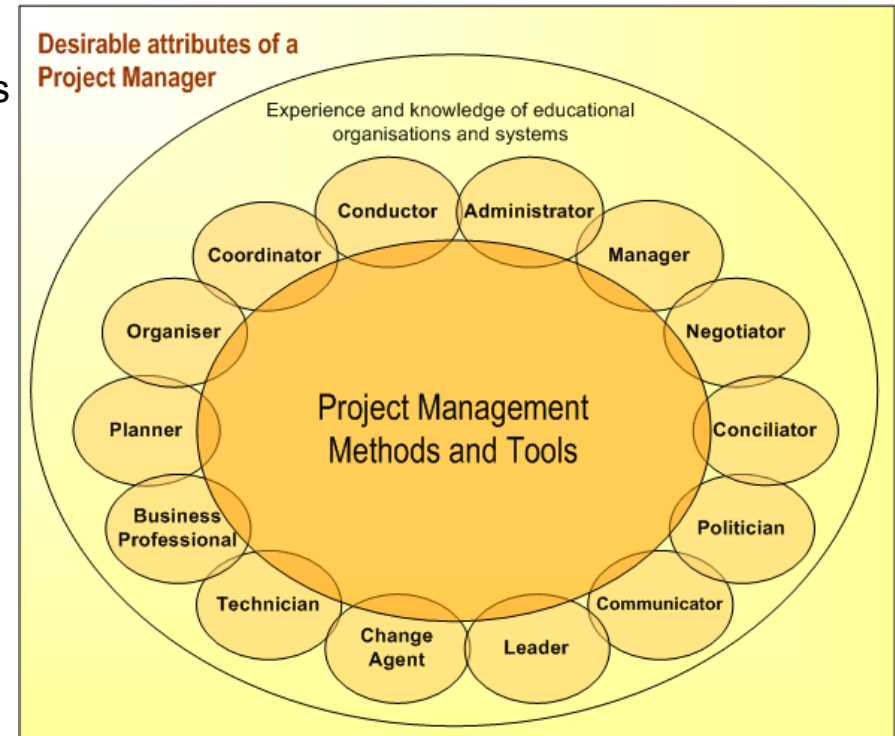 Desirable attributes of a
Project Manager
s
Experience and knowledge of educational
organisations and systems
Conductor
Administrator
Coordinator
Manager
Organiser
Negotiator
Project Management
Methods and Tools
Planner
Conciliator
Business
Professional
Politician
Technician
Communicator
Change
Agent
Leader